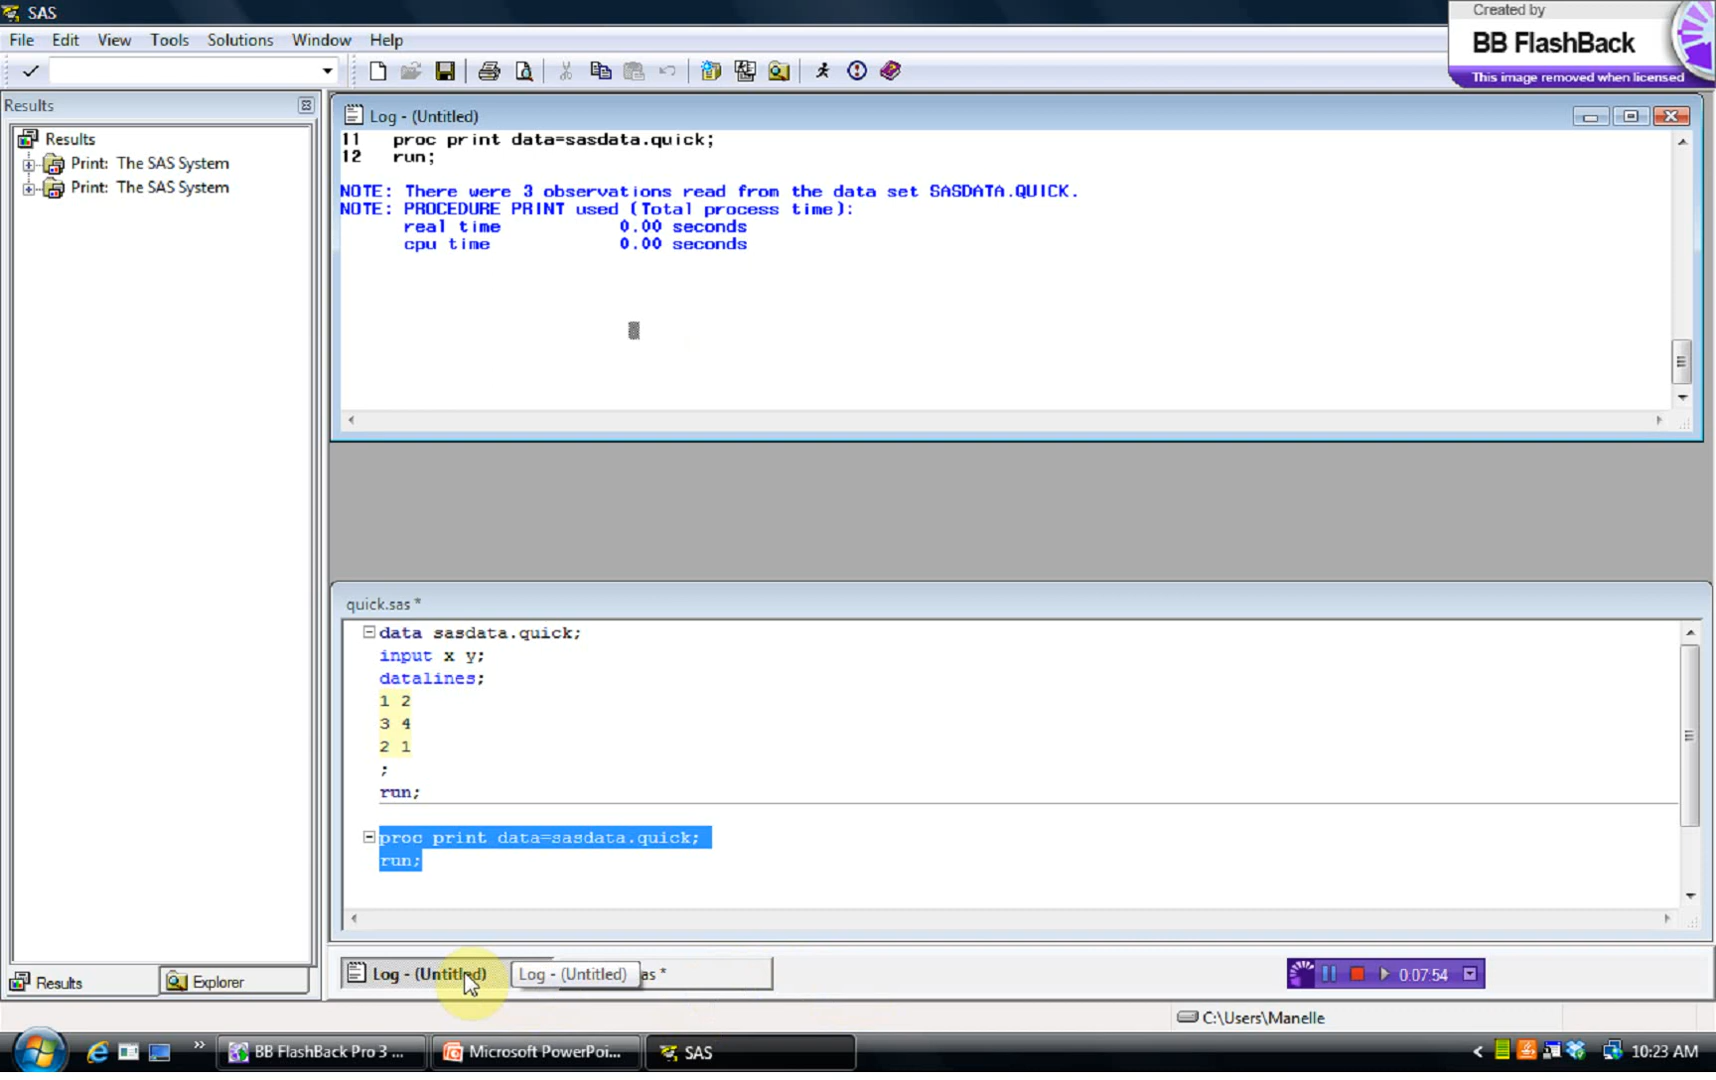 SAS
Created by
BB FlashBack
This image removed when licensed
File Edit View Tools Solutions Window Help
Results
Results
Print: The SAS System
Print: The SAS System
Log - (Untitled)
11 proc print data=sasdata.quick;
12 run;
NOTE: There were 3 observations read from the data set SASDATA.QUICK.
NOTE: PROCEDURE PRINT used (Total process time):
real time 0.00 seconds
cpu time 0.00 seconds
quick.sas *
data sasdata.quick;
input x y;
datalines;
1 2
3 4
2 1
;
run;
proc print data=sasdata.quick;
run;
Results Explorer
Log - (Untitled) Log - (Untitled) as *
0:07:54
C:\Users\Manelle
BB FlashBack Pro 3 ... Microsoft PowerPoi... SAS
10:23 AM